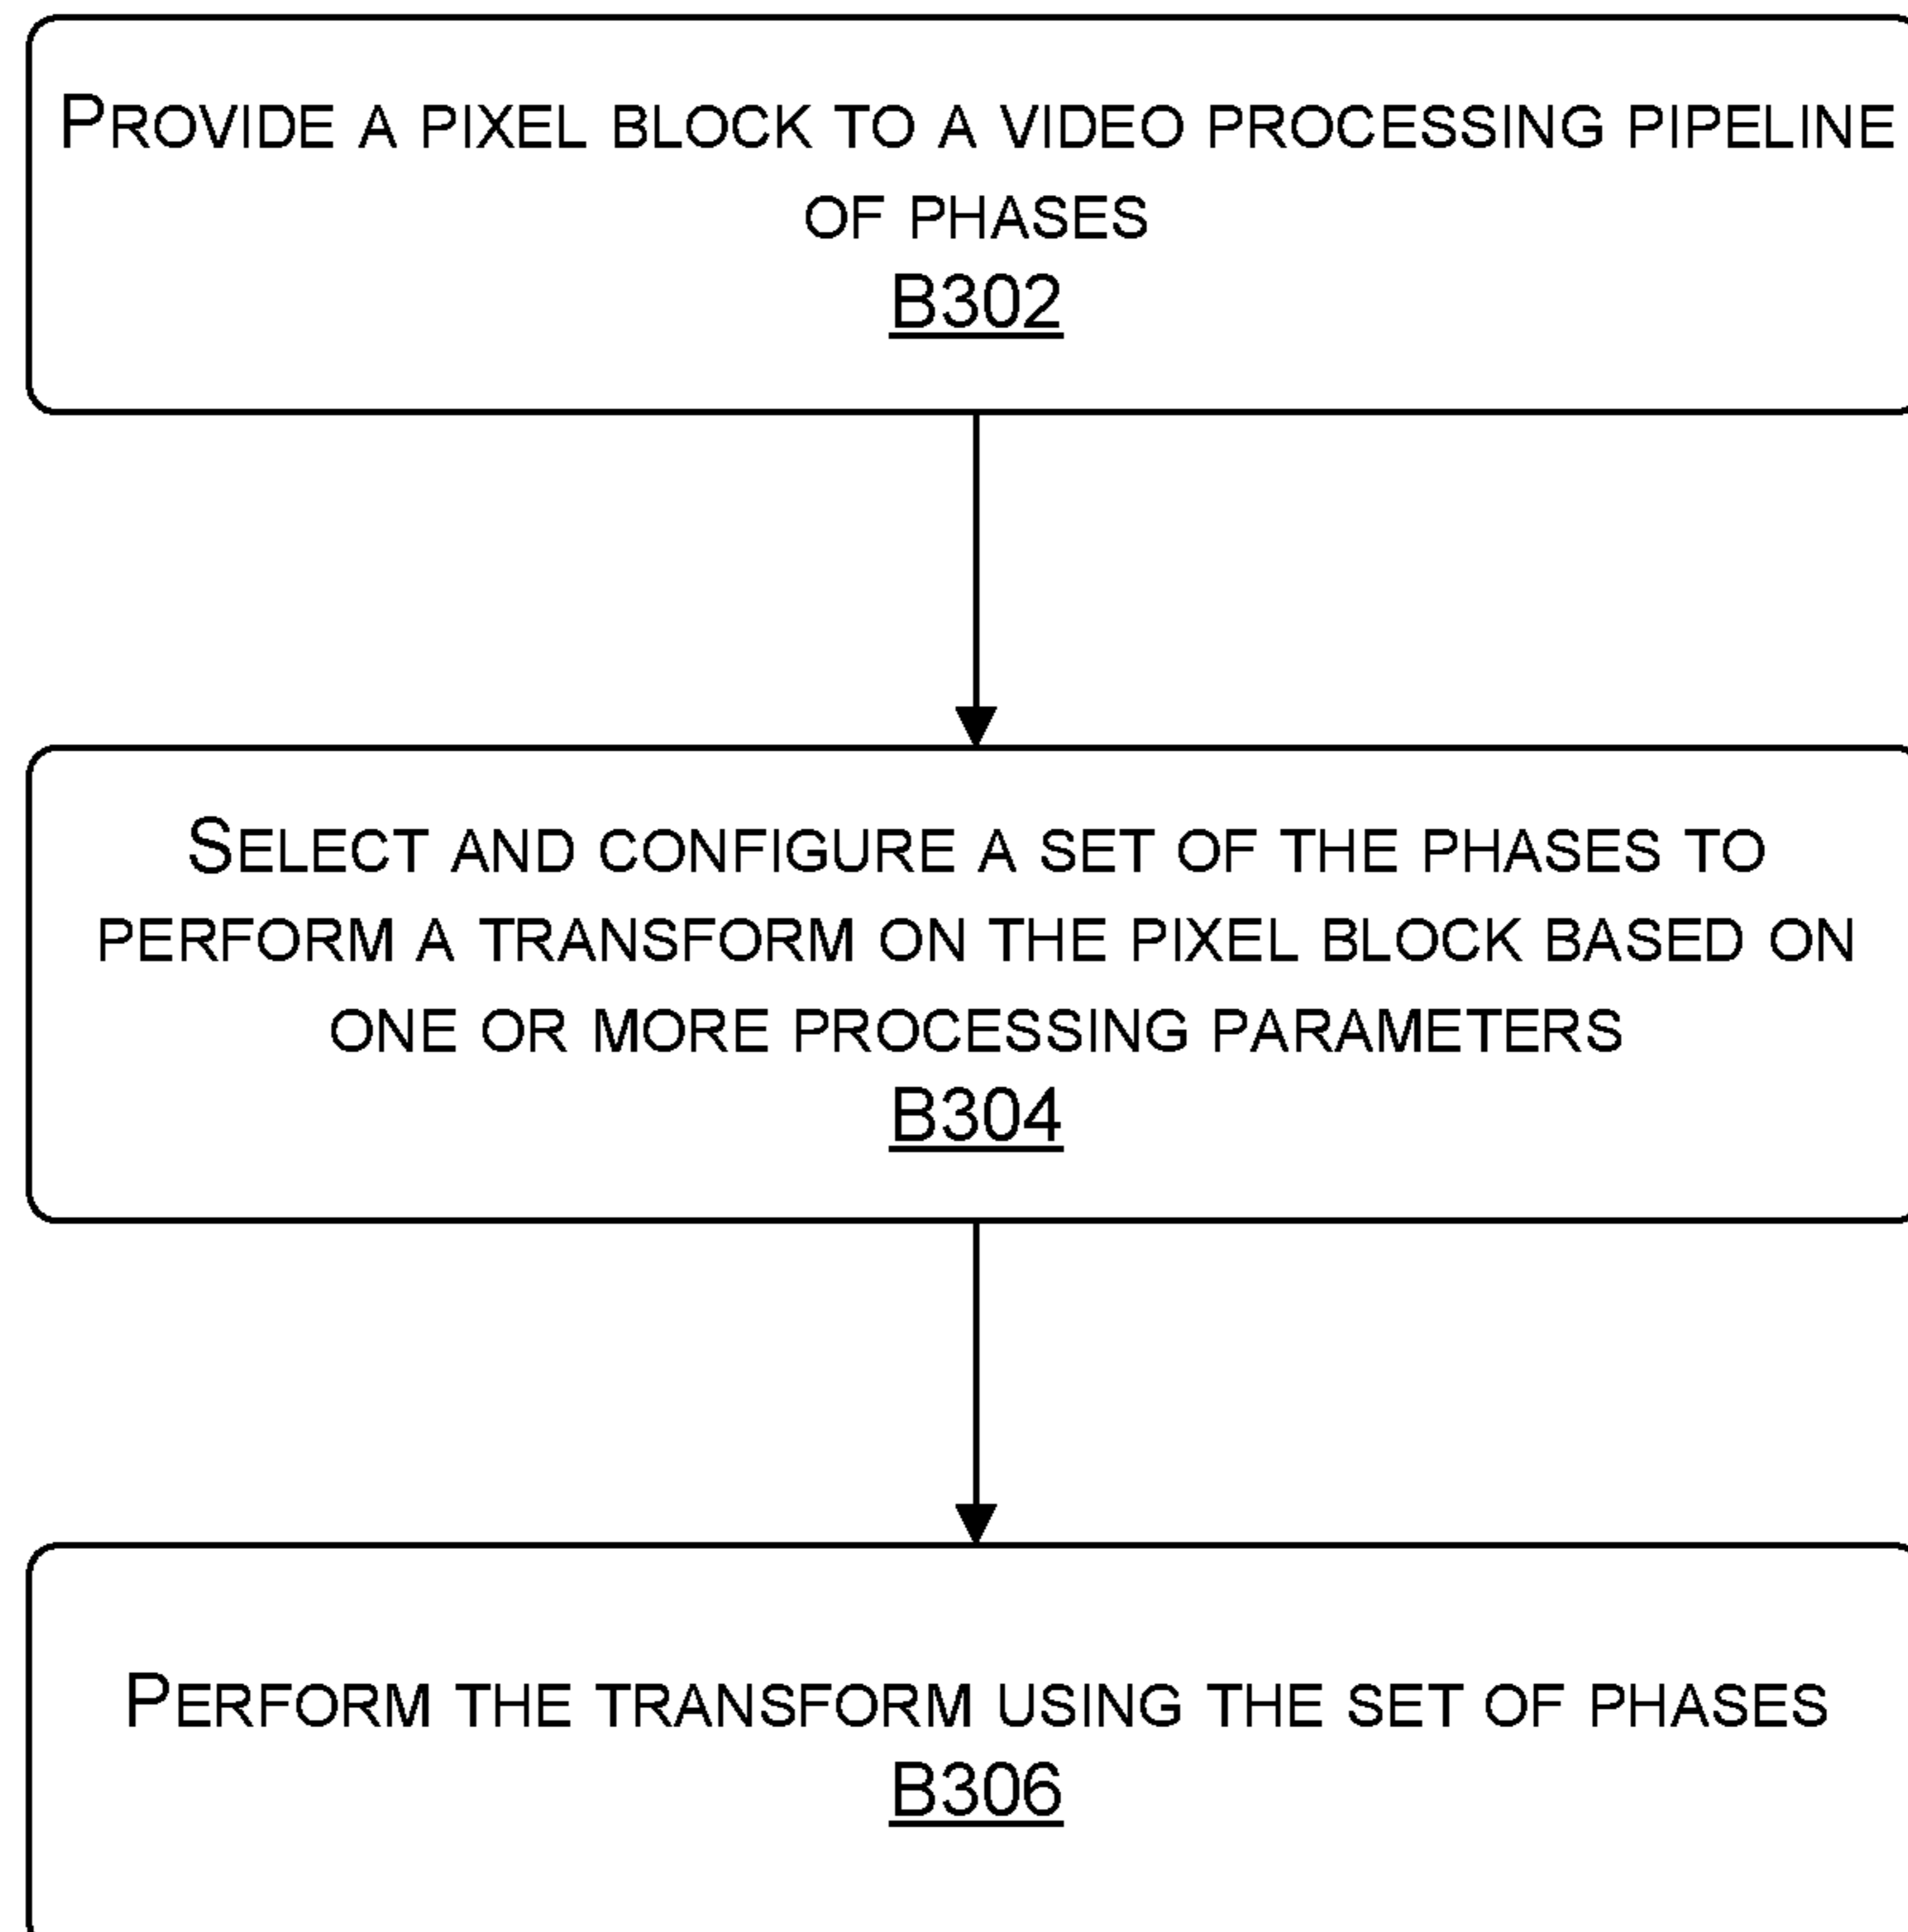 PROVIDE A PIXEL BLOCK TO A VIDEO PROCESSING PIPELINE
OF PHASES
B302
SELECT AND CONFIGURE A SET OF THE PHASES TO
PERFORM A TRANSFORM ON THE PIXEL BLOCK BASED ON
ONE OR MORE PROCESSING PARAMETERS
B304
PERFORM THE TRANSFORM USING THE SET OF PHASES
B306